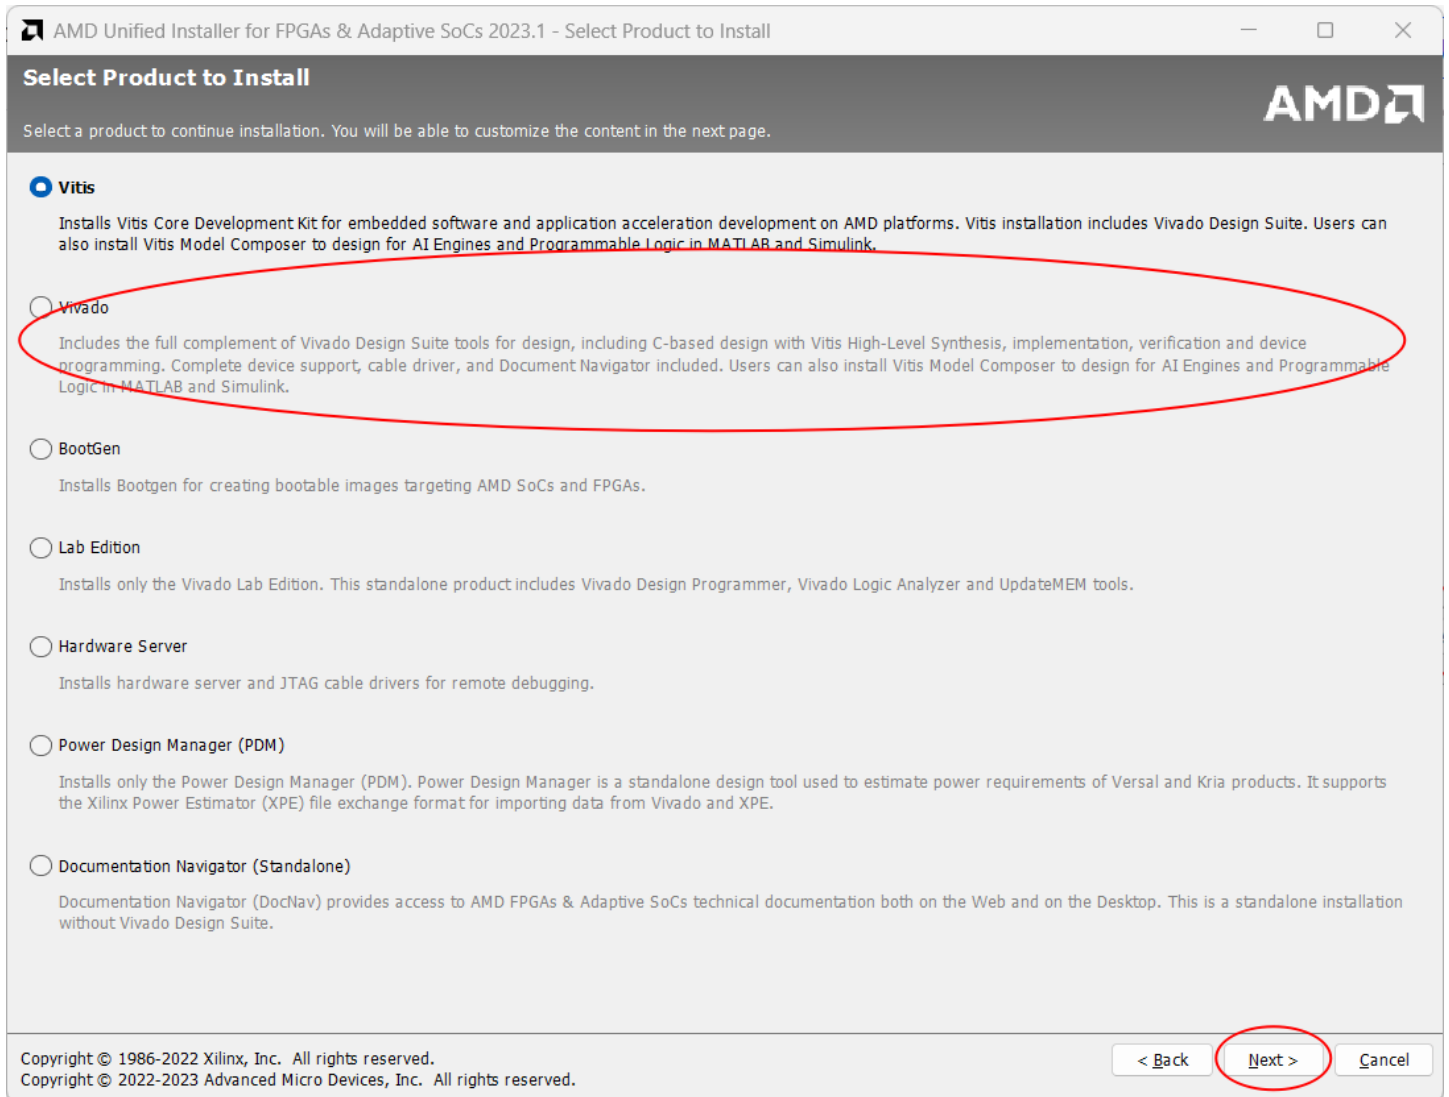 AMD Unified Installer for FPGAs & Adaptive SoCs 2023.1 - Select Product to Install
Select Product to Install
AMD
Select a product to continue installation. You will be able to customize the content in the next page.
Vitis
Installs Vitis Core Development Kit for embedded software and application acceleration development on AMD platforms. Vitis installation includes Vivado Design Suite. Users can
also install Vitis Model Composer to design for AI Engines and Programmable Logic in MATLAB and Simulink.
Vivado
Includes the full complement of Vivado Design Suite tools for design, including C-based design with Vitis High-Level Synthesis, implementation, verification and device
programming. Complete device support, cable driver, and Document Navigator included. Users can also install Vitis Model Composer to design for AI Engines and Programmable
Logic in MATLAB and Simulink.
BootGen
Installs Bootgen for creating bootable images targeting AMD SoCs and FPGAs.
Lab Edition
Installs only the Vivado Lab Edition. This standalone product includes Vivado Design Programmer, Vivado Logic Analyzer and UpdateMEM tools.
Hardware Server
Installs hardware server and JTAG cable drivers for remote debugging.
Power Design Manager (PDM)
Installs only the Power Design Manager (PDM). Power Design Manager is a standalone design tool used to estimate power requirements of Versal and Kria products. It supports
the Xilinx Power Estimator (XPE) file exchange format for importing data from Vivado and XPE.
Documentation Navigator (Standalone)
Documentation Navigator (DocNav) provides access to AMD FPGAs & Adaptive SoCs technical documentation both on the Web and on the Desktop. This is a standalone installation
without Vivado Design Suite.
Copyright © 1986-2022 Xilinx, Inc. All rights reserved.
Copyright © 2022-2023 Advanced Micro Devices, Inc. All rights reserved.
< Back Next > Cancel